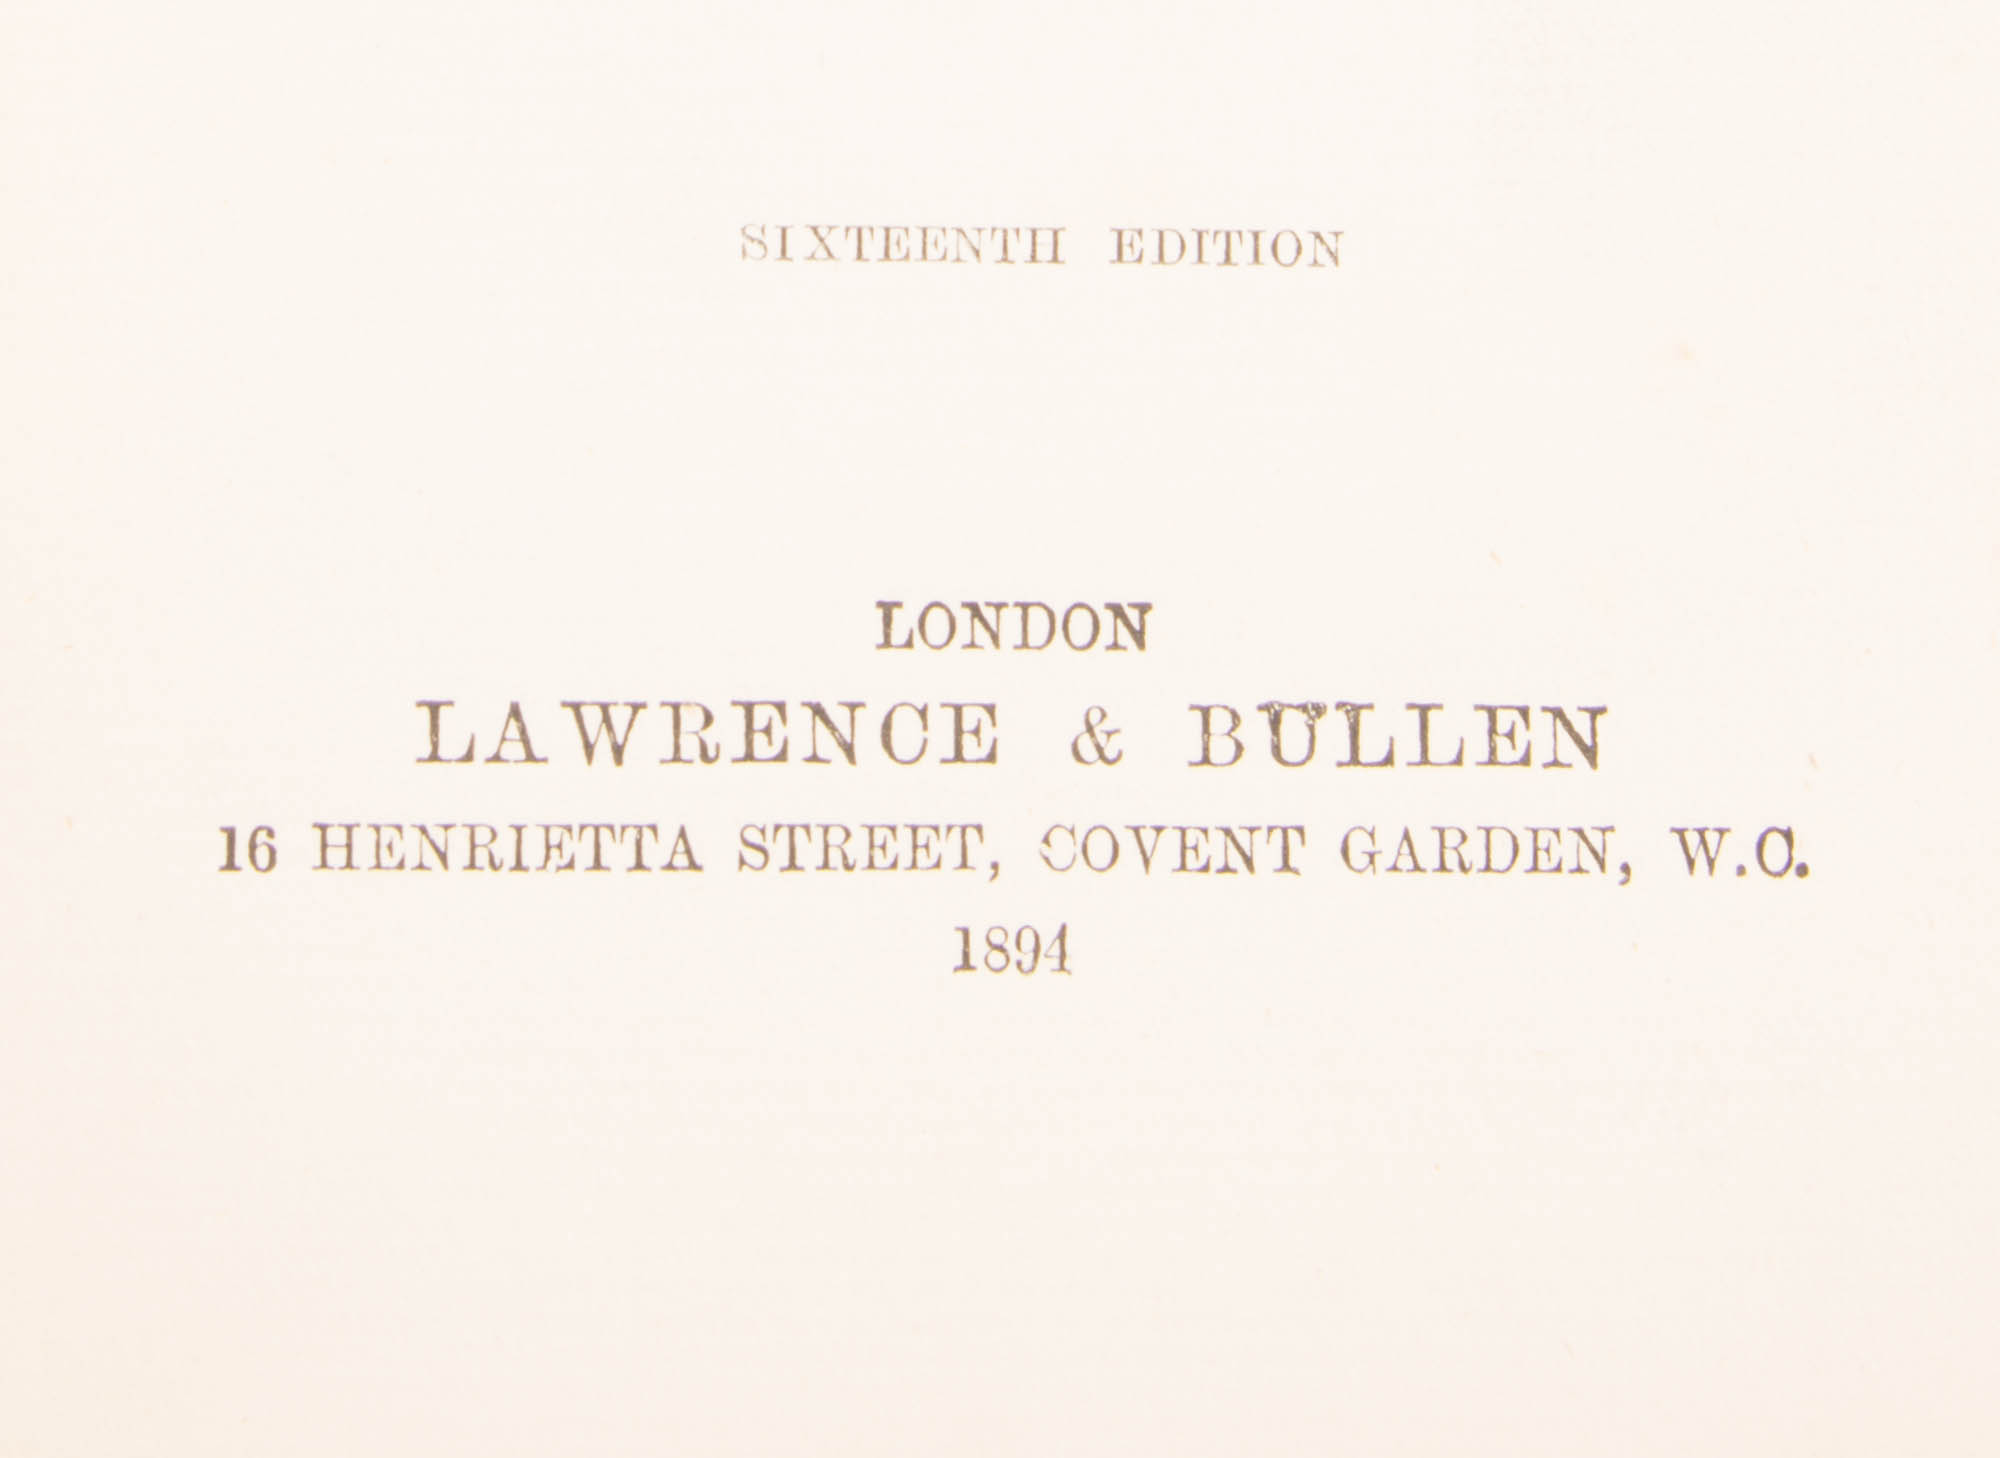 SIXTEENTH EDITION
LONDON
LAWRENCE & BULLEN
16 HENRIETTA STREET, COVENT GARDEN, W.C.
1894